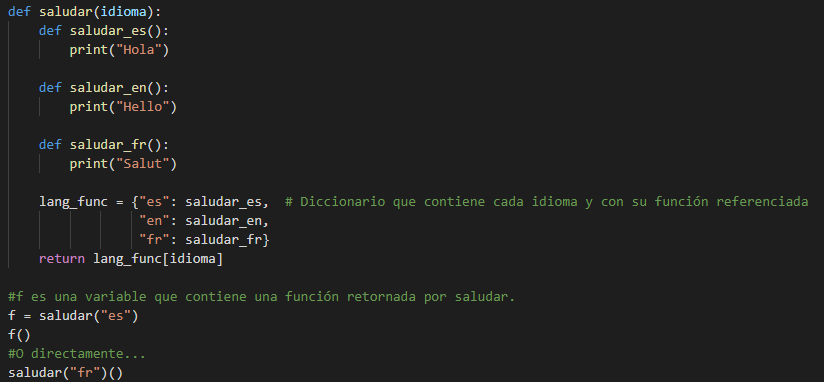 def saludar(idioma):
    def saludar_es():
        print("Hola")

    def saludar_en():
        print("Hello")

    def saludar_fr():
        print("Salut")

    lang_func = {"es": saludar_es,  # Diccionario que contiene cada idioma y con su función referenciada
                 "en": saludar_en,
                 "fr": saludar_fr}
    return lang_func[idioma]

#f es una variable que contiene una función retornada por saludar.
f = saludar("es")
f()
#O directamente...
saludar("fr")()